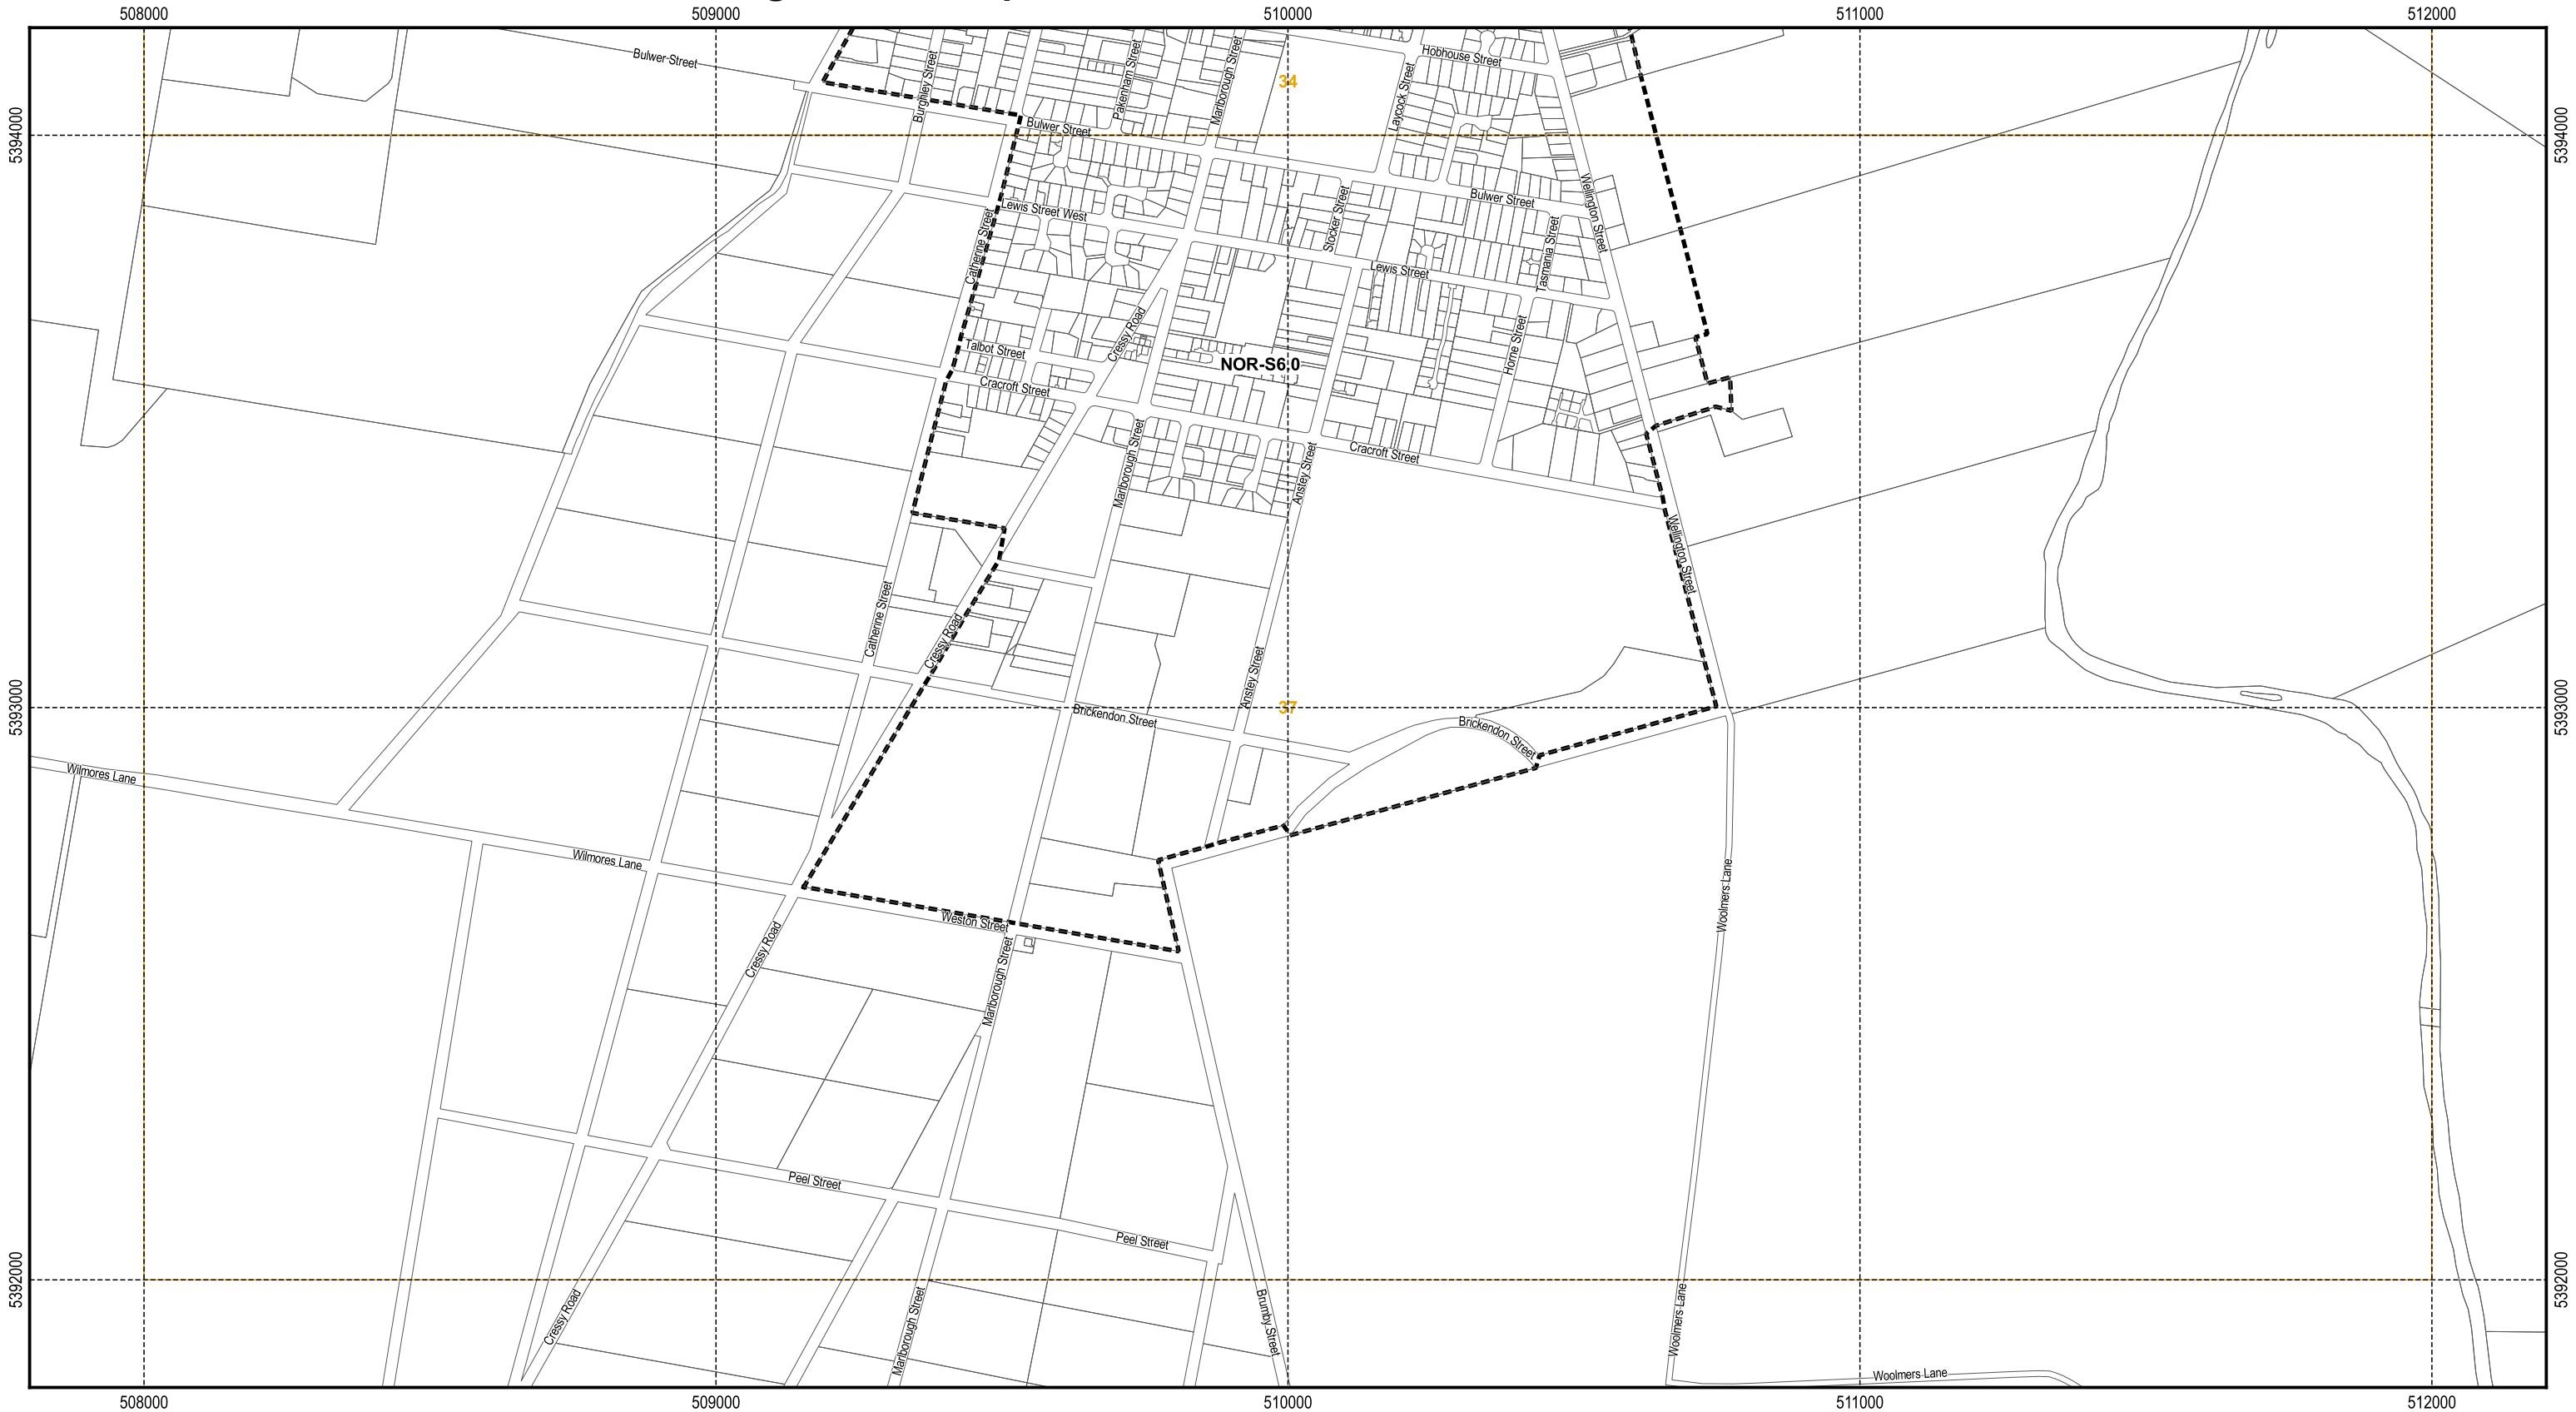 508000
509000
510000
511000
512000
Bulwer Street
Burghley Street
Pakenham Street
Marlborough Street
Hobhouse Street
Laycock Street
34
5394000
5394000
Bulwer Street
Lewis Street West
Catherine Street
Stocker Street
Bulwer Street
Wellington Street
Tasmania Street
Lewis Street
Cressy Road
Talbot Street
Horne Street
NOR-S6.0
Cracroft Street
Marlborough Street
Anstey Street
Cracroft Street
Wellington Street
Catherine Street
Cressy Road
Anstey Street
5393000
5393000
37
Brickendon Street
Brickendon Street
Wilmores Lane
Wilmores Lane
Woolmers Lane
Weston Street
Cressy Road
Marlborough Street
Peel Street
Peel Street
5392000
5392000
Cressy Road
Marlborough Street
Brumby Street
Woolmers Lane
Woolmers Lane
508000
509000
510000
511000
512000